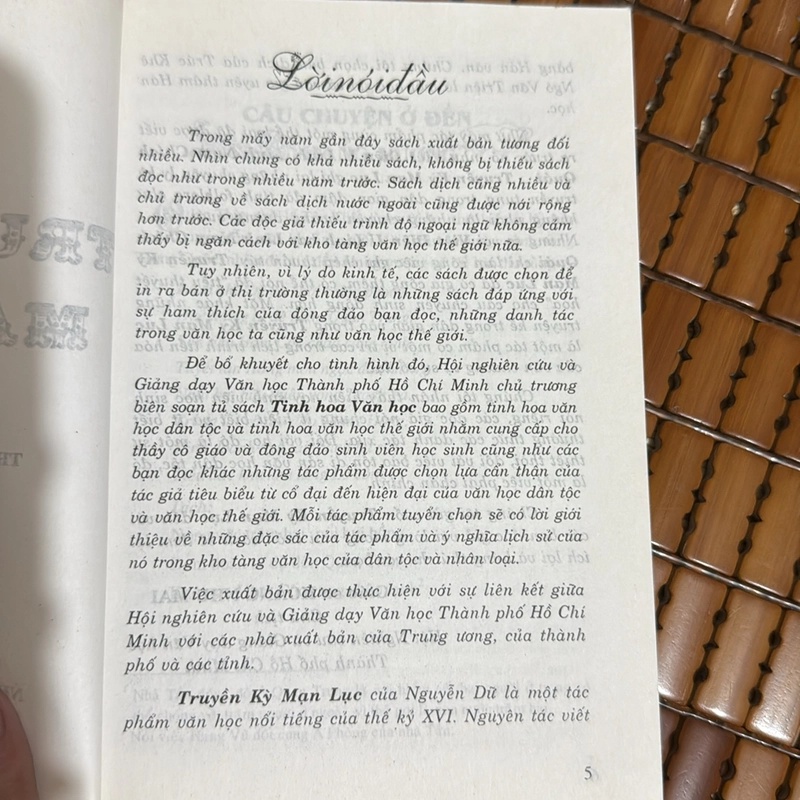 Lời nói đầu
Trong mấy năm gần đây sách xuất bản tương đối
nhiều. Nhìn chung có khá nhiều sách, không bị thiếu sách
đọc như trong nhiều năm trước. Sách dịch cũng nhiều và
chủ trương về sách dịch nước ngoài cũng được nới rộng
hơn trước. Các độc giả thiếu trình độ ngoại ngữ không cảm
thấy bị ngăn cách với kho tàng văn học thế giới nữa.
Tuy nhiên, vì lý do kinh tế, các sách được chọn để
in ra bán ở thị trường thường là những sách đáp ứng với
sự ham thích của đông đảo bạn đọc, những danh tác
trong văn học ta cũng như văn học thế giới.
Để bổ khuyết cho tình hình đó, Hội nghiên cứu và
Giảng dạy Văn học Thành phố Hồ Chí Minh chủ trương
biên soạn tủ sách Tinh hoa Văn học bao gồm tinh hoa văn
học dân tộc và tinh hoa văn học thế giới nhằm cung cấp cho
thầy cô giáo và đông đảo sinh viên học sinh cũng như các
bạn đọc khác những tác phẩm được chọn lựa cẩn thận của
tác giả tiêu biểu từ cổ đại đến hiện đại của văn học dân tộc
và văn học thế giới. Mỗi tác phẩm tuyển chọn sẽ có lời giới
thiệu về những đặc sắc của tác phẩm và ý nghĩa lịch sử của
nó trong kho tàng văn học của dân tộc và nhân loại.
Việc xuất bản được thực hiện với sự liên kết giữa
Hội nghiên cứu và Giảng dạy Văn học Thành phố Hồ Chí
Minh với các nhà xuất bản của Trung ương, của thành
phố và các tỉnh.
Truyền Kỳ Mạn Lục của Nguyễn Dữ là một tác
phẩm văn học nổi tiếng của thế kỷ XVI. Nguyên tác viết
5